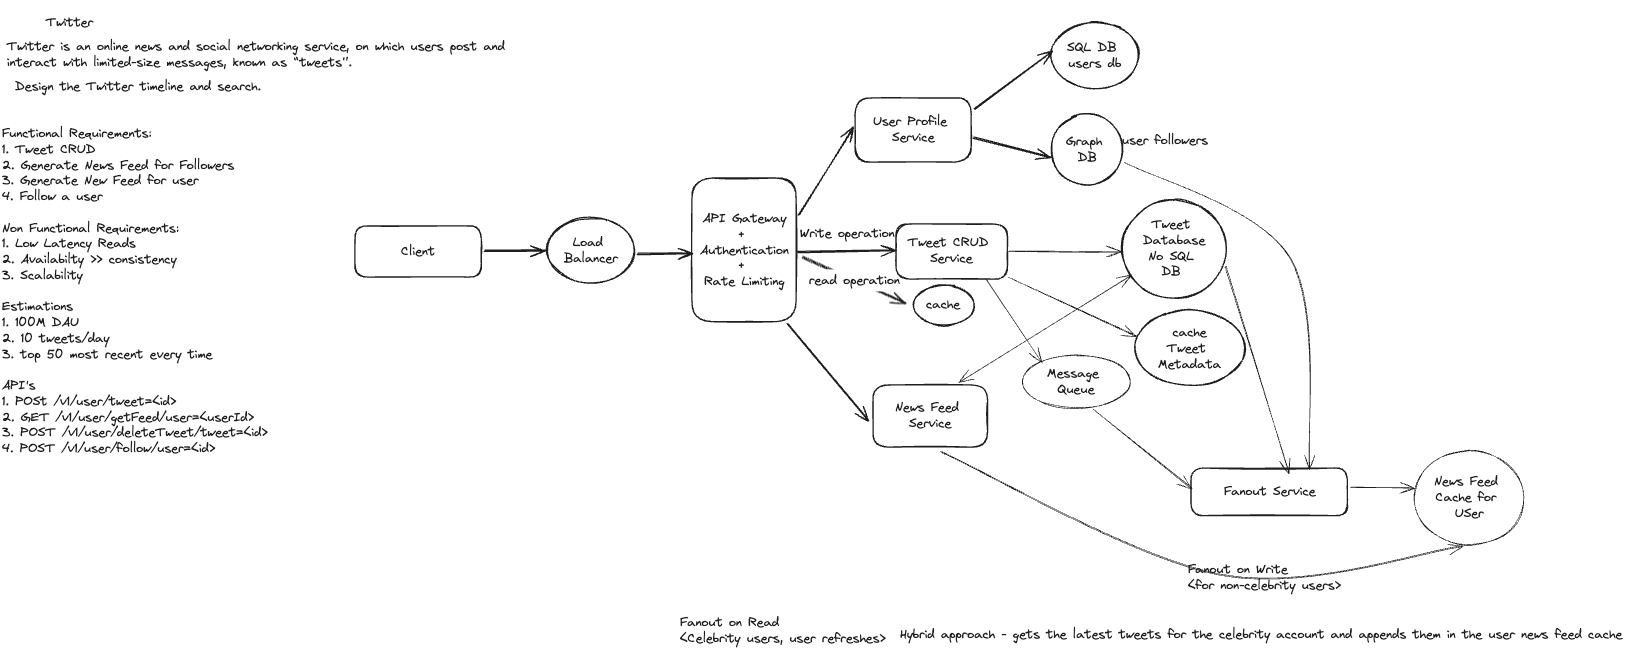 Twitter
Twitter is an online news and social networking service, on which users post and
interact with limited-size messages, known as "tweets".
Design the Twitter timeline and search.
Functional Requirements:
1. Tweet CRUD
2. Generate News Feed for Followers
3. Generate New Feed for user
4. Follow a user
Non Functional Requirements:
1. Low Latency Reads
2. Availabilty >> consistency
3. Scalability
Estimations
1. 100M DAU
2. 10 tweets/day
3. top 50 most recent every time
API's
1. POSt /v1/user/tweet=<id>
2. GET /v1/user/getFeed/user=<userId>
3. POST /v1/user/deleteTweet/tweet=<id>
4. POST /v1/user/follow/user=<id>
Client
Load
Balancer
API Gateway
+
Authentication
+
Rate Limiting
User Profile
Service
SQL DB
users db
Graph
DB
user followers
Write operation
Tweet CRUD
Service
read operation
cache
Tweet
Database
No SQL
DB
cache
Tweet
Metadata
Message
Queue
News Feed
Service
Fanout Service
News Feed
Cache for
USer
Fanout on Write
<for non-celebrity users>
Fanout on Read
<Celebrity users, user refreshes>
Hybrid approach - gets the latest tweets for the celebrity account and appends them in the user news feed cache